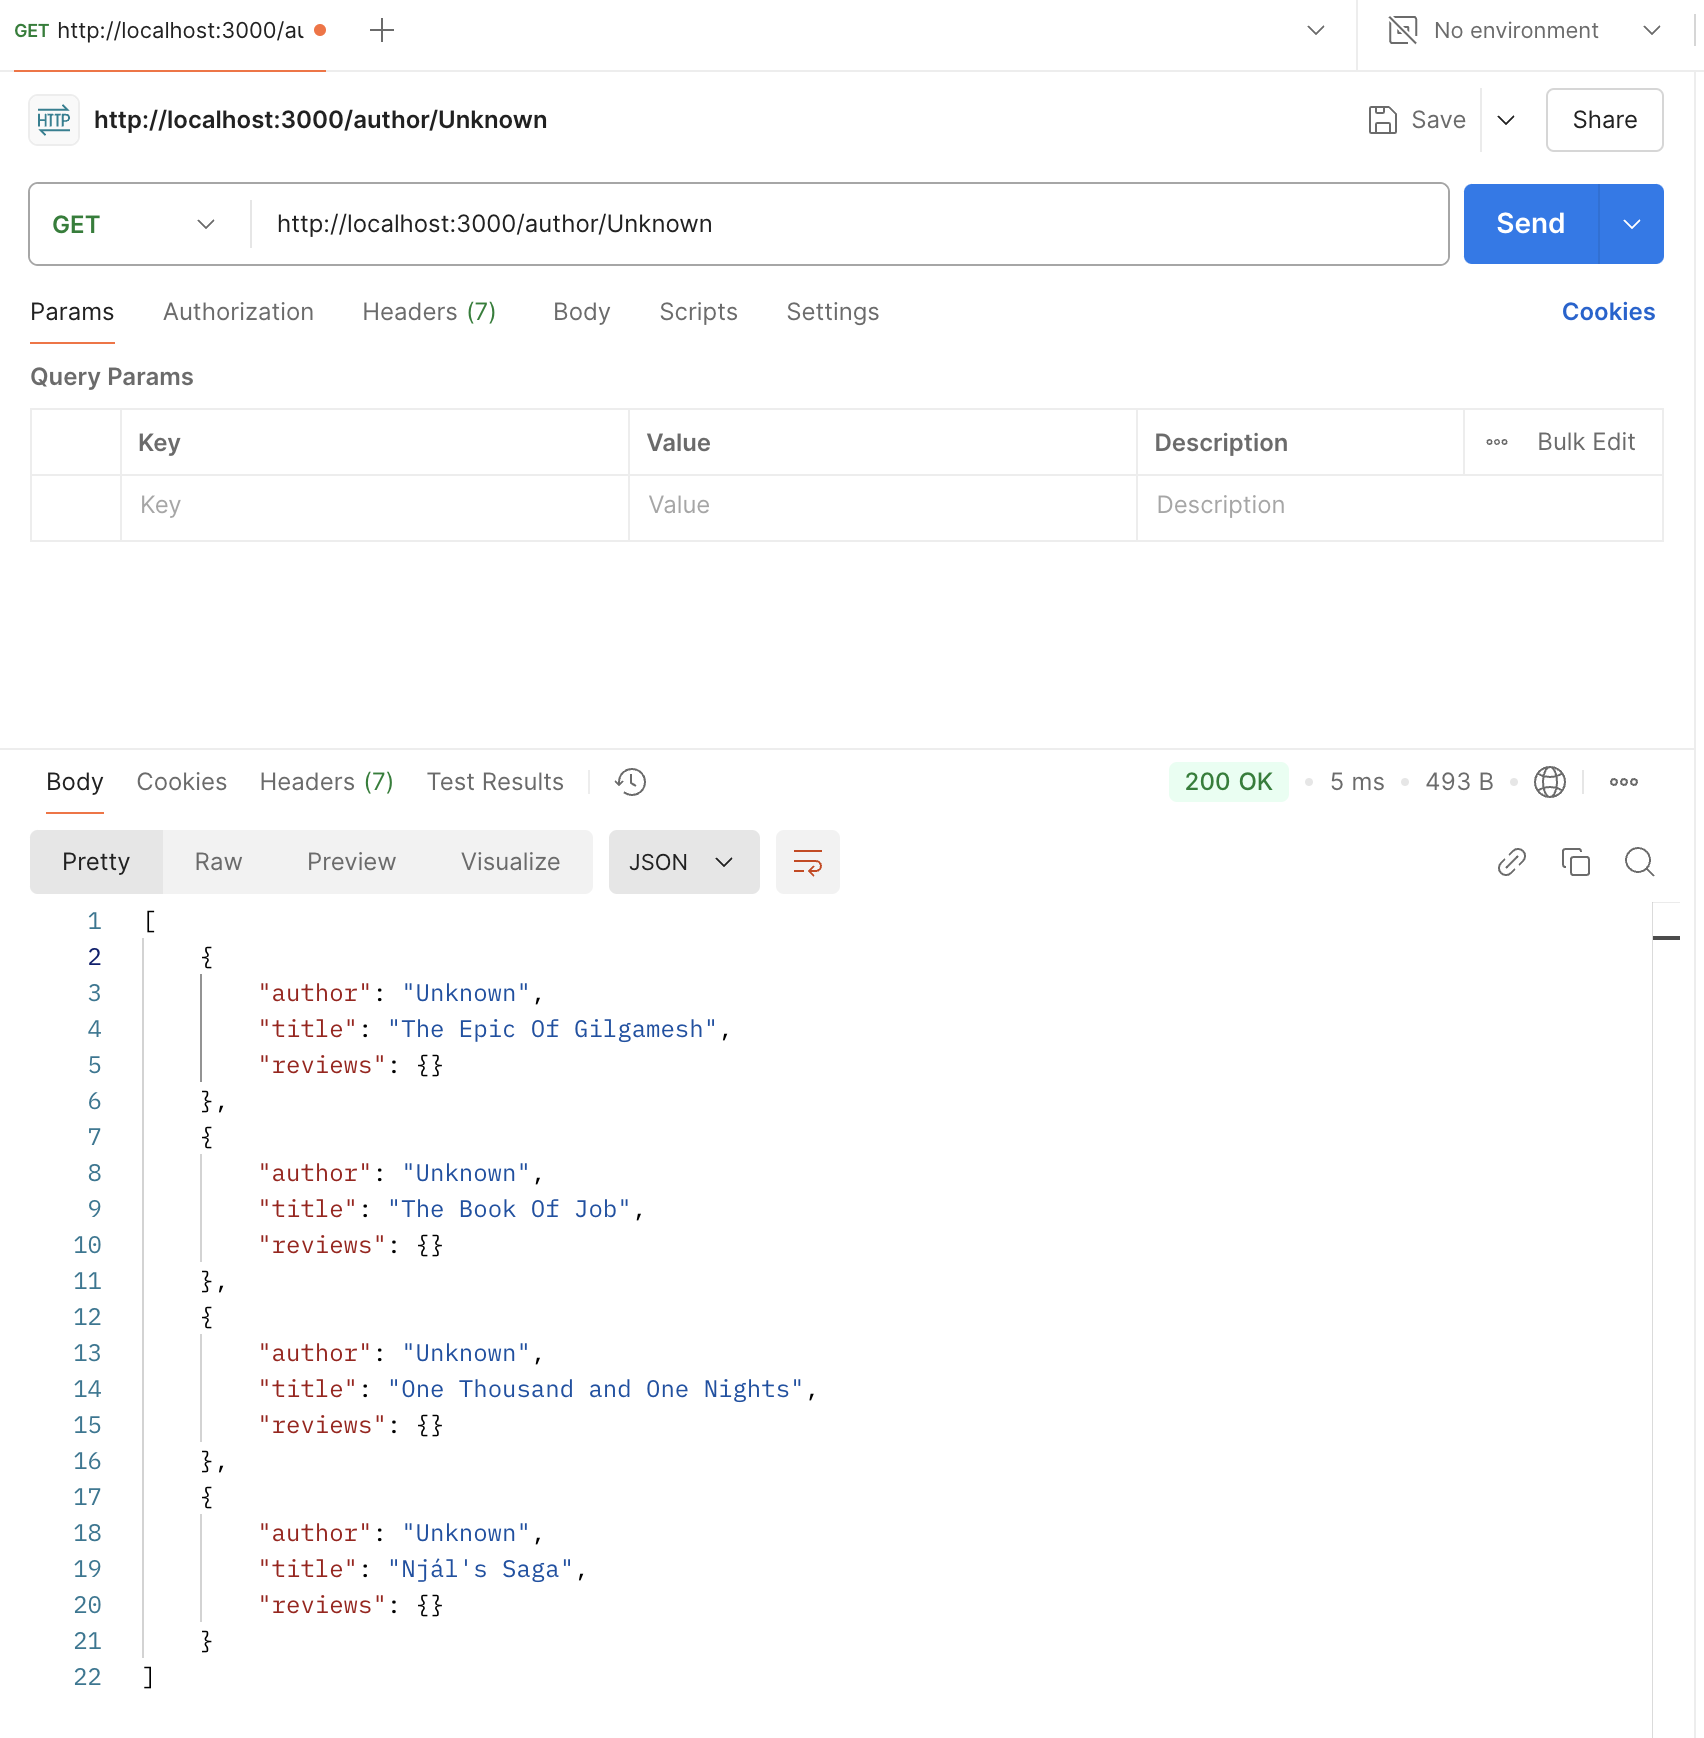 GET http://localhost:3000/au
No environment
HTTP http://localhost:3000/author/Unknown
Save
Share
GET
http://localhost:3000/author/Unknown
Send
Params Authorization Headers (7) Body Scripts Settings
Cookies
Query Params
Key Value Description Bulk Edit
Key Value Description
Body Cookies Headers (7) Test Results
200 OK 5 ms 493 B
Pretty Raw Preview Visualize JSON
1 [
2 {
3 "author": "Unknown",
4 "title": "The Epic Of Gilgamesh",
5 "reviews": {}
6 },
7 {
8 "author": "Unknown",
9 "title": "The Book Of Job",
10 "reviews": {}
11 },
12 {
13 "author": "Unknown",
14 "title": "One Thousand and One Nights",
15 "reviews": {}
16 },
17 {
18 "author": "Unknown",
19 "title": "Njál's Saga",
20 "reviews": {}
21 }
22 ]